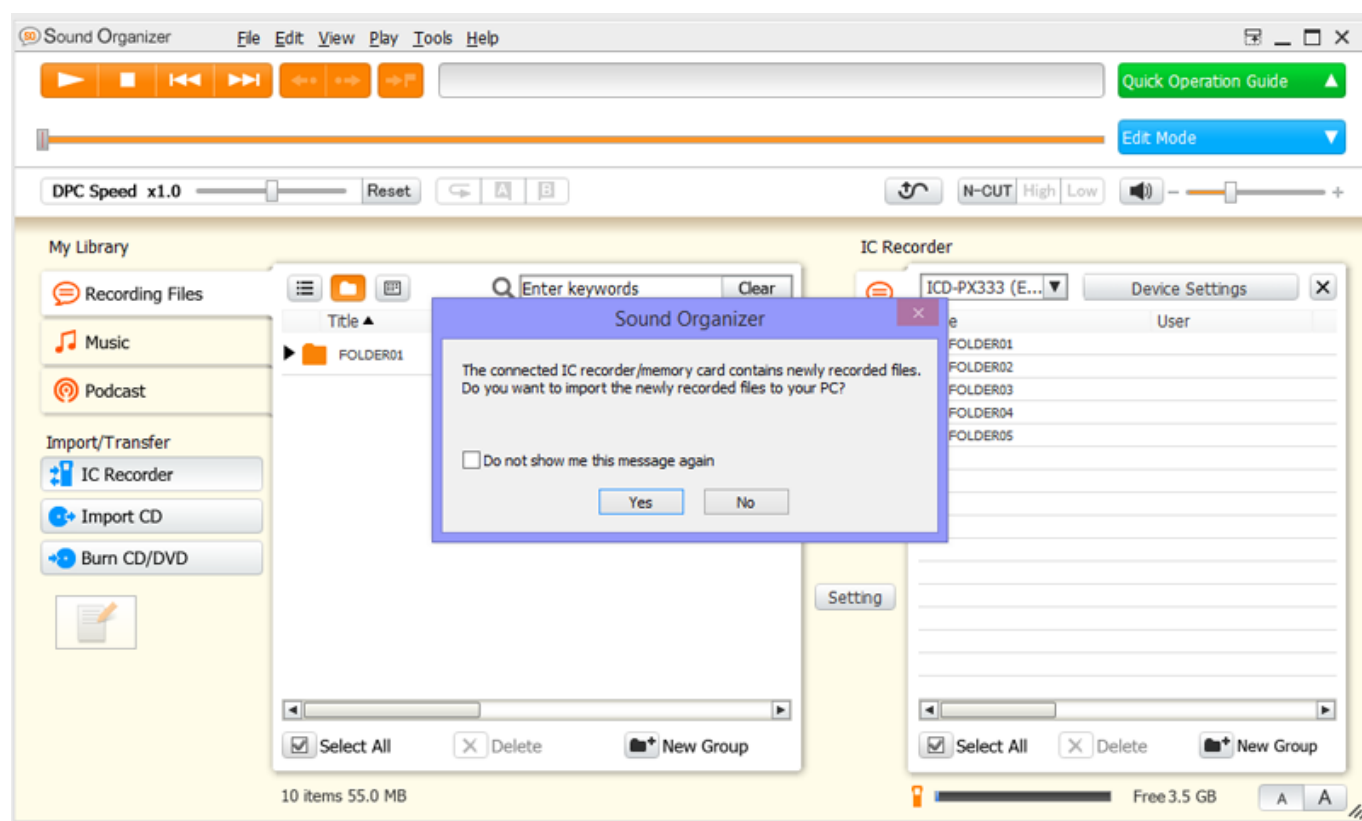 SO Sound Organizer File Edit View Play Tools Help
Quick Operation Guide
Edit Mode
DPC Speed x1.0 Reset A B N-CUT High Low - +
My Library
IC Recorder
Recording Files
Enter keywords Clear
ICD-PX333 (E... Device Settings
Title
User
Music
FOLDER01
Podcast
Import/Transfer
IC Recorder
Import CD
Burn CD/DVD
Sound Organizer
The connected IC recorder/memory card contains newly recorded files.
Do you want to import the newly recorded files to your PC?
Do not show me this message again
Yes No
e
FOLDER01
FOLDER02
FOLDER03
FOLDER04
FOLDER05
Setting
Select All Delete New Group
Select All Delete New Group
10 items 55.0 MB
Free 3.5 GB A A